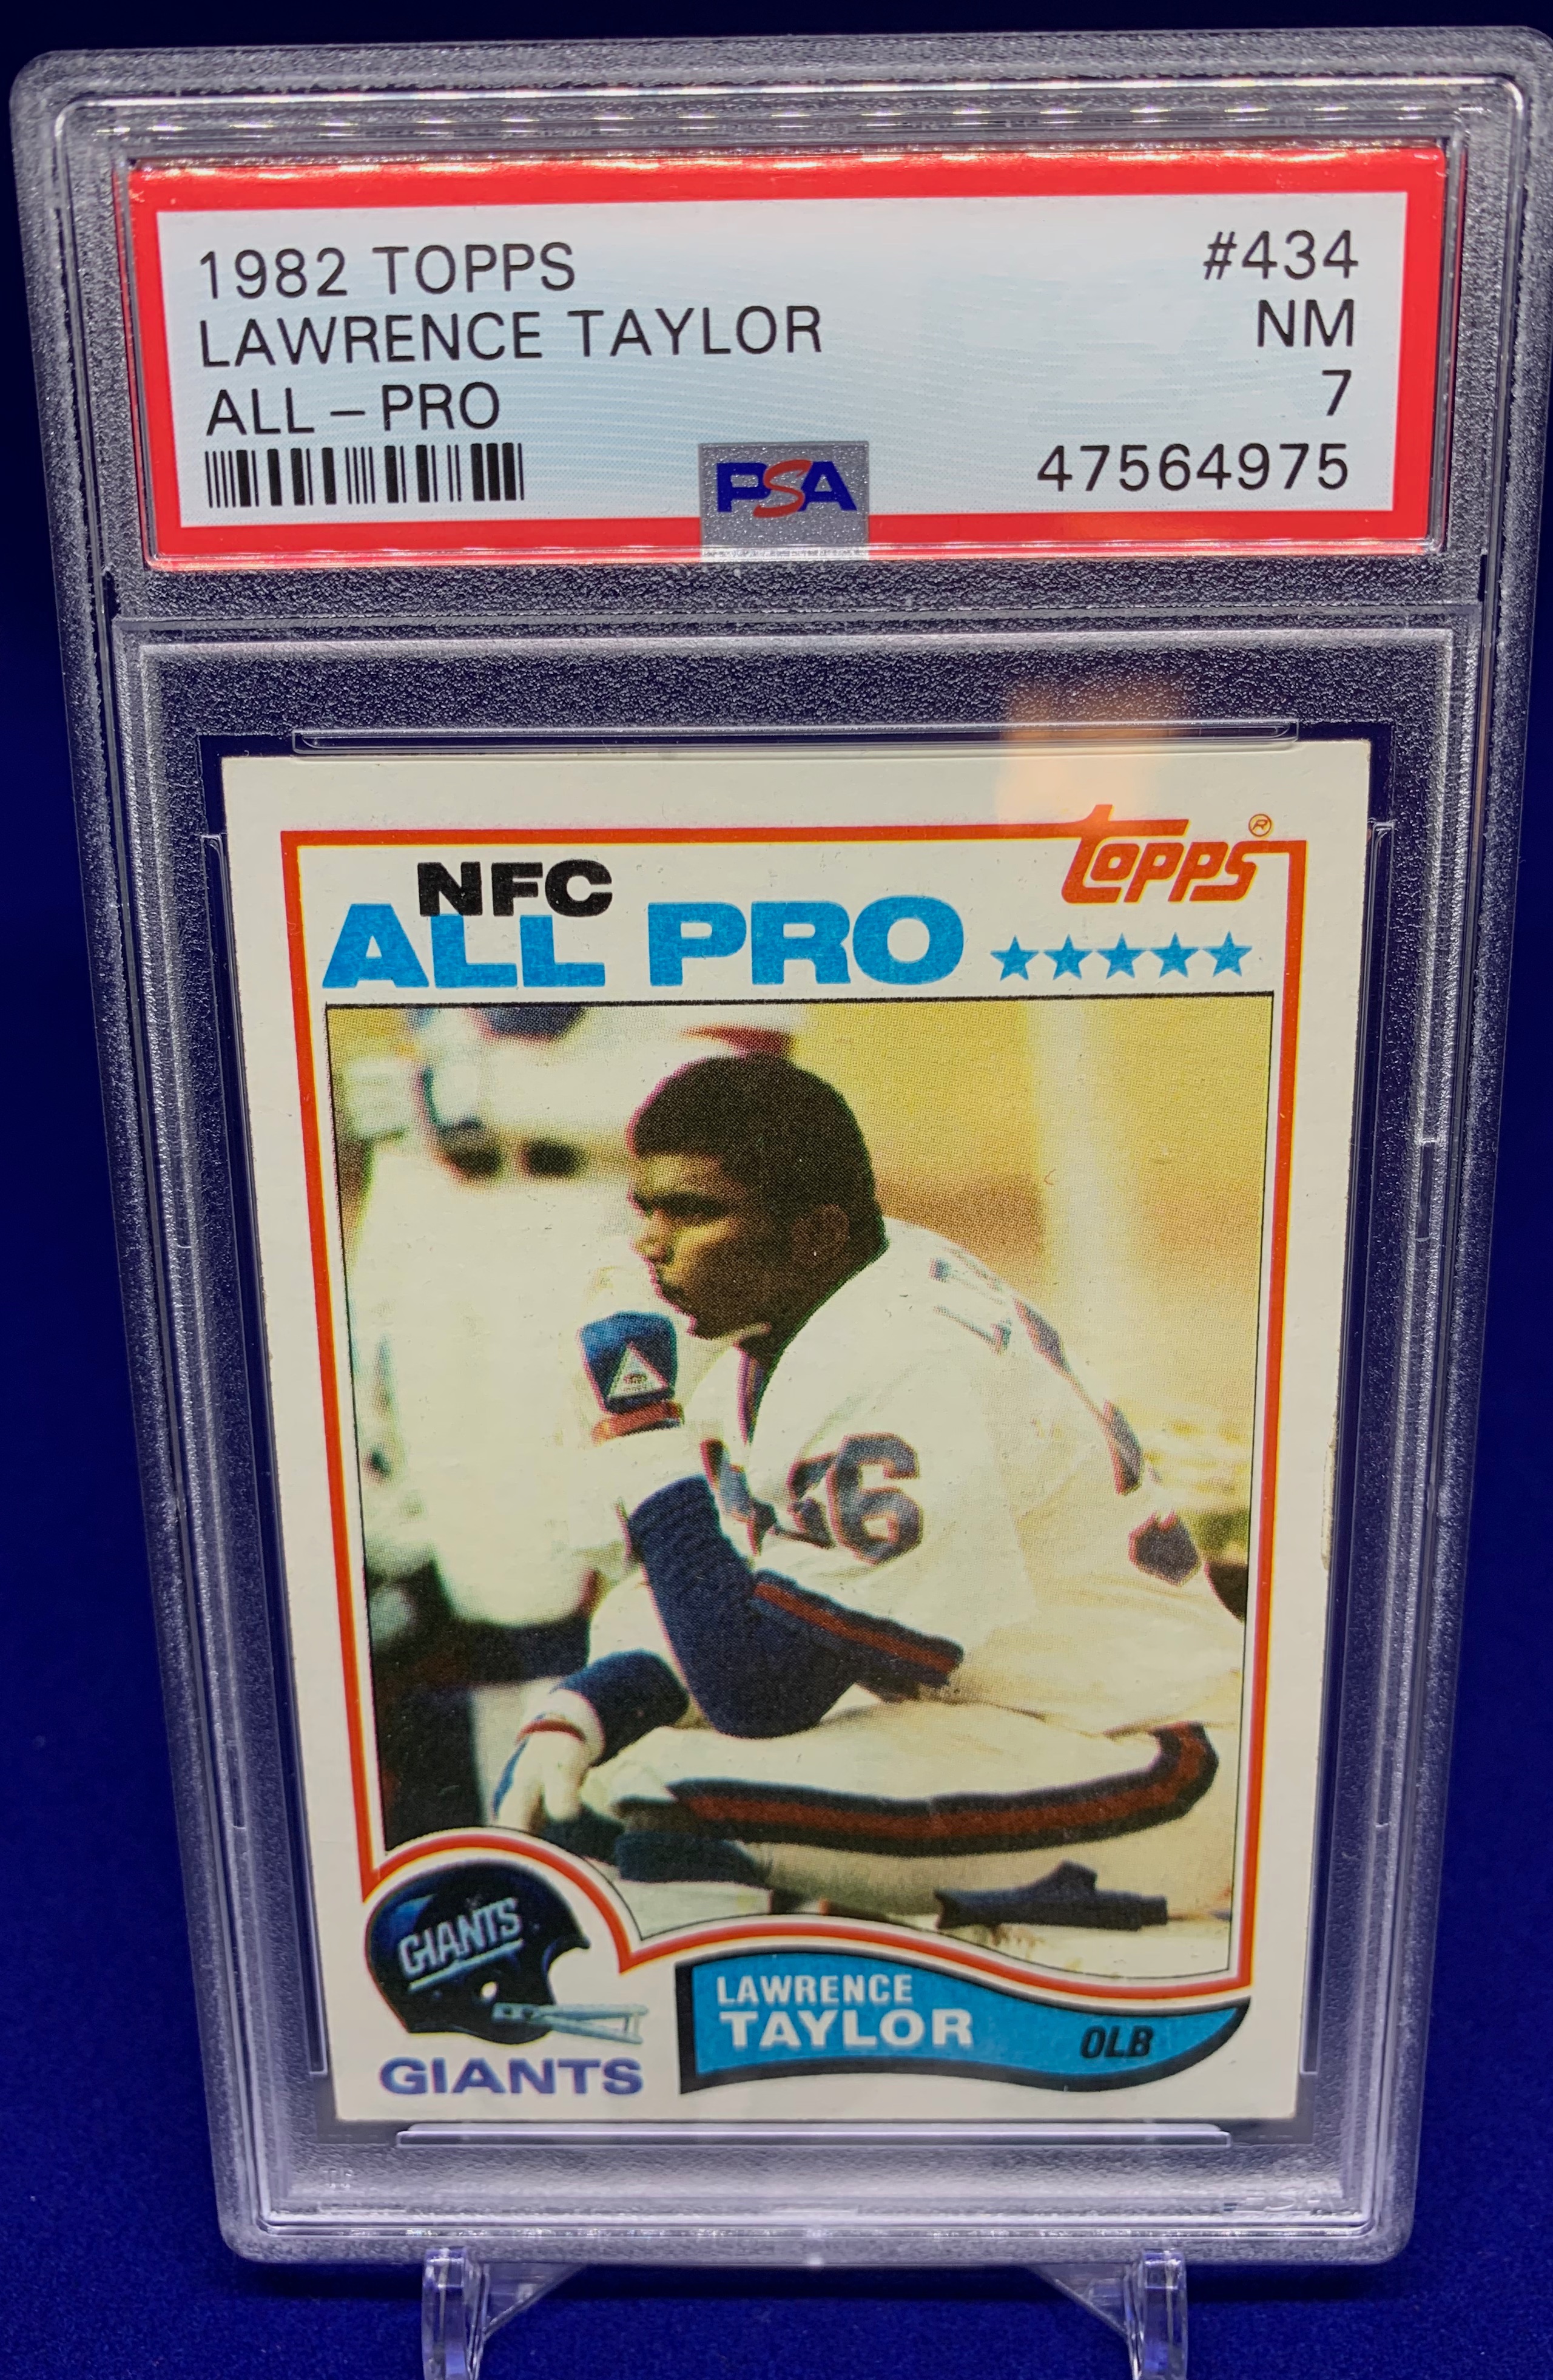 1982 TOPPS
#434
LAWRENCE TAYLOR
NM
ALL-PRO
7
PSA
47564975
topps®
NFC
ALL PRO
56
GIANTS
LAWRENCE
TAYLOR
OLB
GIANTS